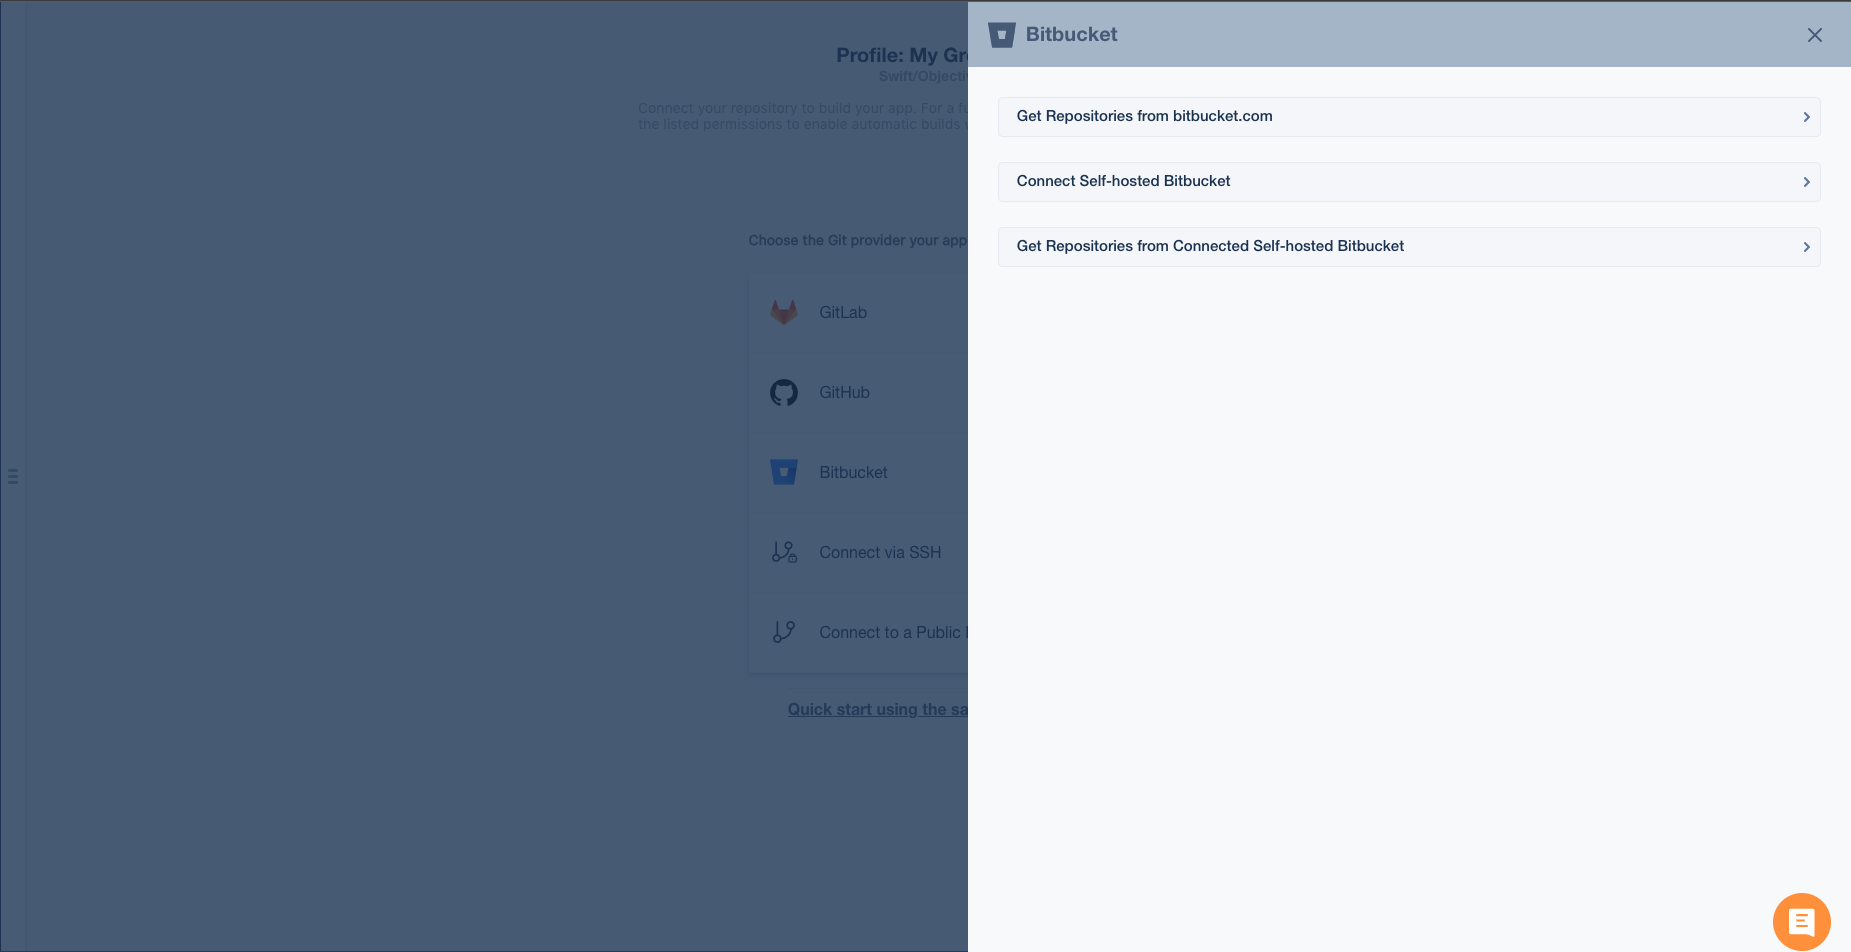 Profile: My Gr
Swift/Objectiv
Connect your repository to build your app. For a fu
the listed permissions to enable automatic builds
Choose the Git provider your app
GitLab
GitHub
Bitbucket
Connect via SSH
Connect to a Public
Quick start using the sa
Bitbucket
Get Repositories from bitbucket.com
Connect Self-hosted Bitbucket
Get Repositories from Connected Self-hosted Bitbucket